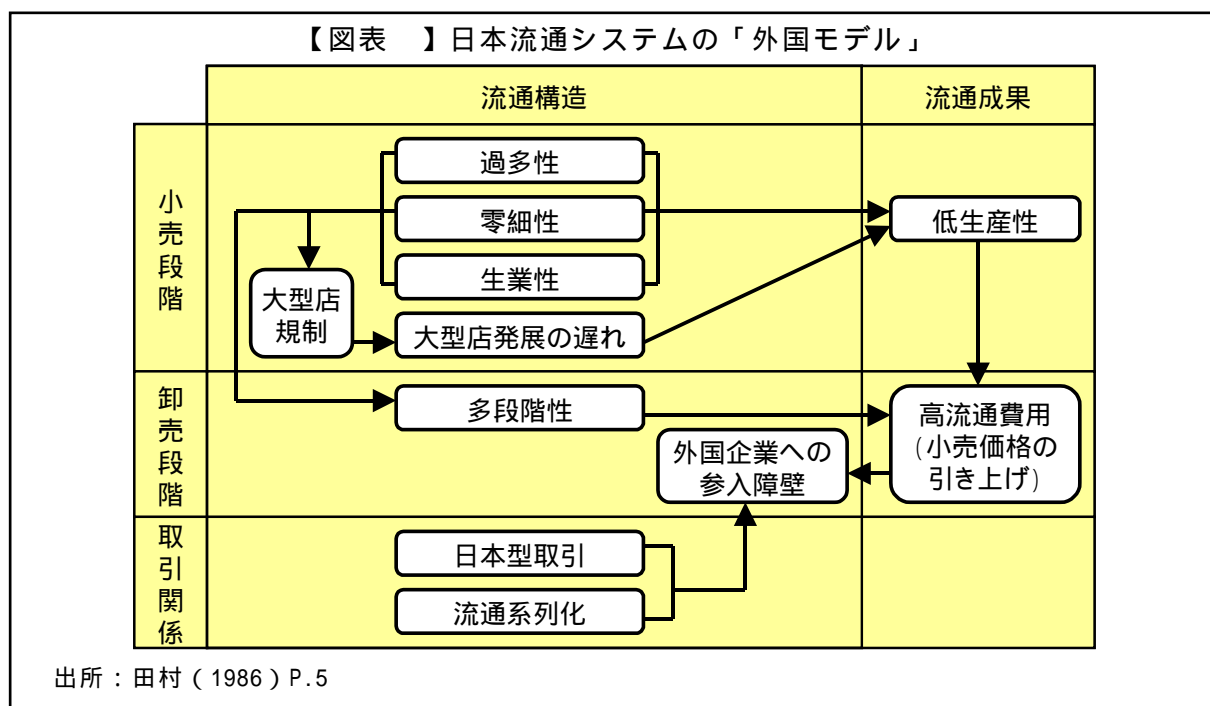 【図表　】日本流通システムの「外国モデル」
流通構造
流通成果
小売段階
過多性
零細性
生業性
大型店
規制
大型店発展の遅れ
低生産性
卸売段階
多段階性
外国企業への
参入障壁
高流通費用
(小売価格の
引き上げ)
取引関係
日本型取引
流通系列化
出所：田村（1986）P.5